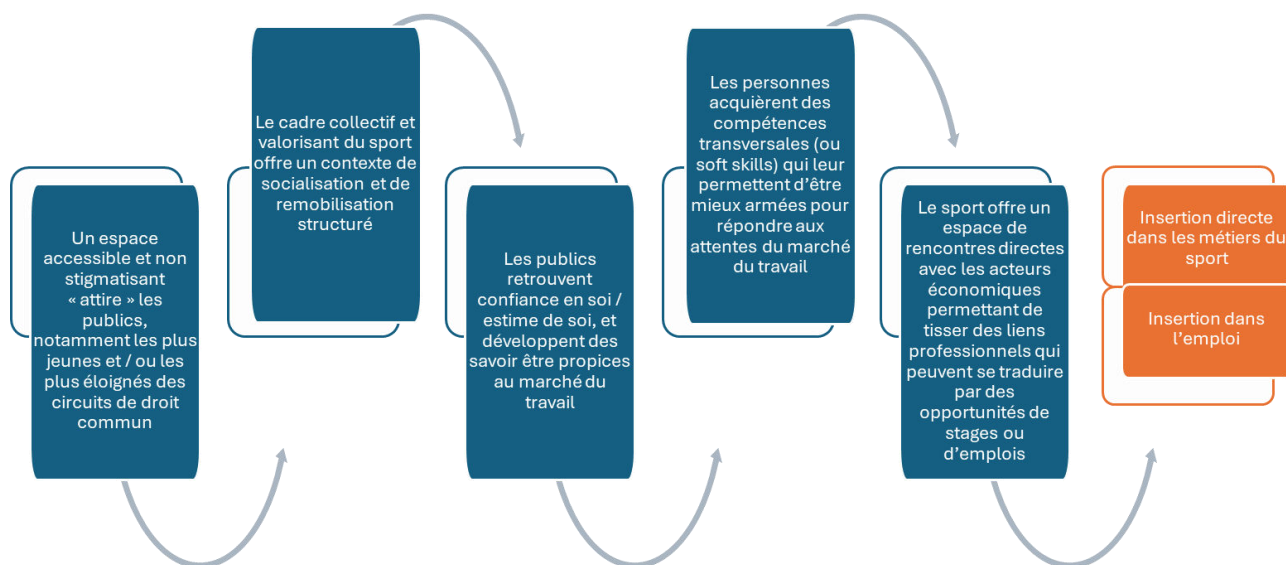 Un espace
accessible et non
stigmatisant
« attire » les
publics,
notamment les plus
jeunes et / ou les
plus éloignés des
circuits de droit
commun
Le cadre collectif et
valorisant du sport
offre un contexte de
socialisation et de
remobilisation
structuré
Les publics
retrouvent
confiance en soi /
estime de soi, et
développent des
savoir être propices
au marché du
travail
Les personnes
acquièrent des
compétences
transversales (ou
soft skills) qui leur
permettent d’être
mieux armées pour
répondre aux
attentes du marché
du travail
Le sport offre un
espace de
rencontres directes
avec les acteurs
économiques
permettant de
tisser des liens
professionnels qui
peuvent se traduire
par des
opportunités de
stages ou
d’emplois
Insertion directe
dans les métiers du
sport
Insertion dans
l’emploi